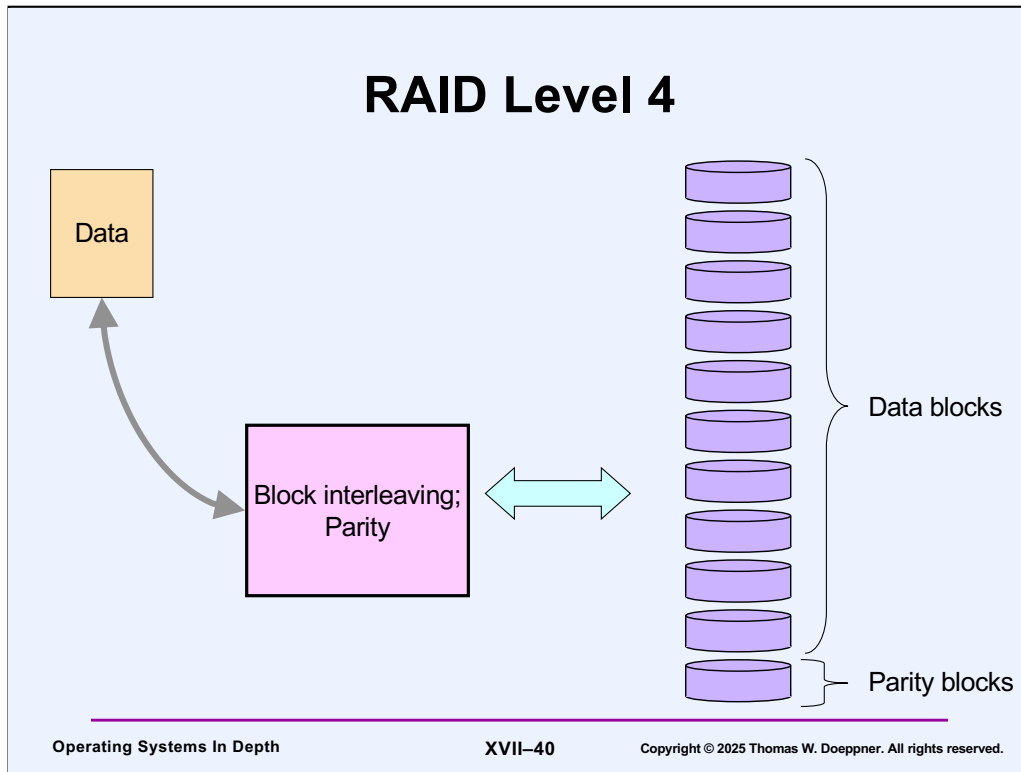 RAID Level 4
Data
Block interleaving;
Parity
Data blocks
Parity blocks
Operating Systems In Depth
XVII–40
Copyright © 2025 Thomas W. Doeppner. All rights reserved.